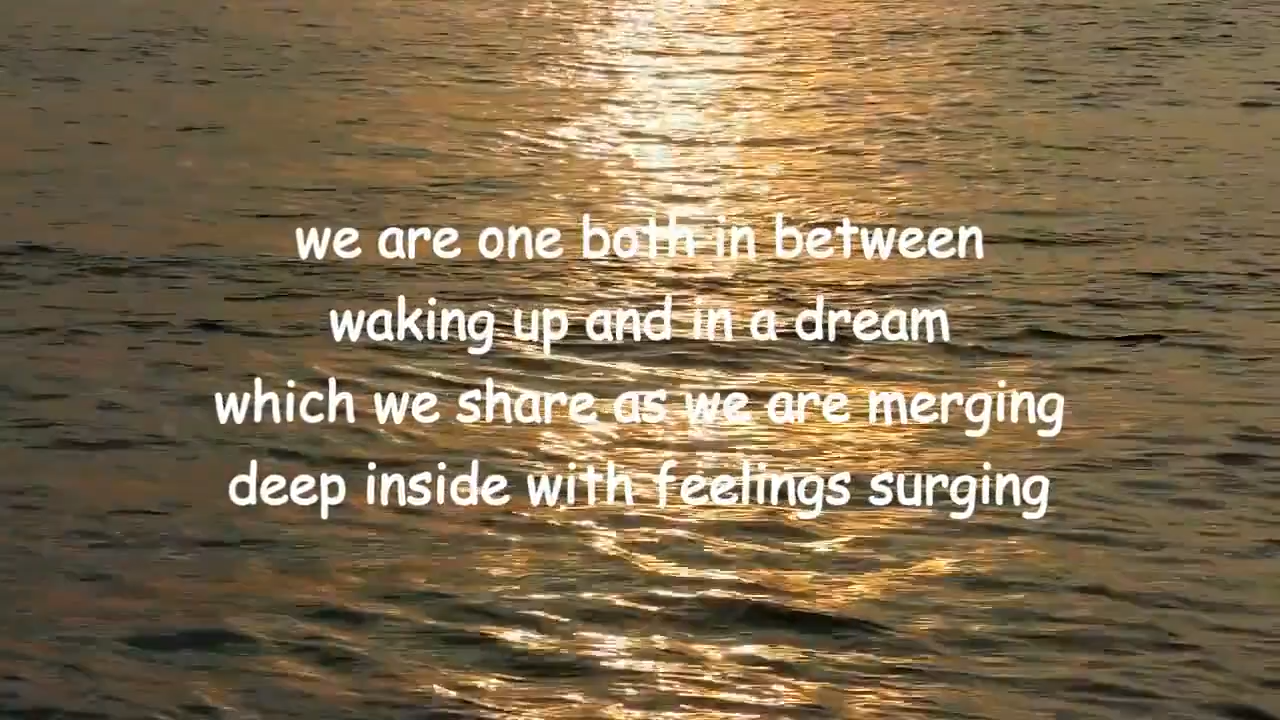 we are one both in between
waking up and in a dream
which we share as we are merging
deep inside with feelings surging